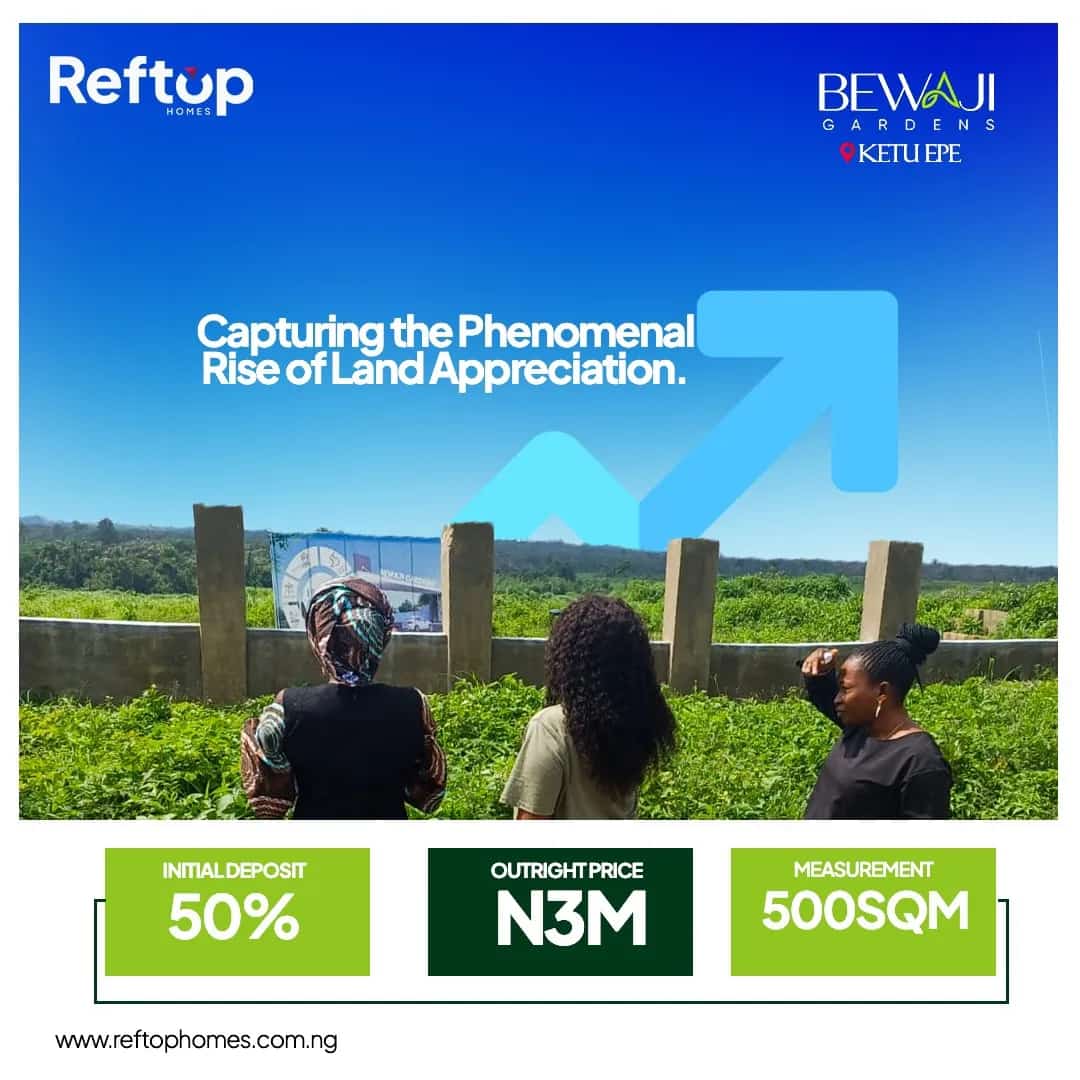 Reftop
HOMES
BEWAJI
GARDENS
KETU EPE
Capturing the Phenomenal
Rise of Land Appreciation.
INITIAL DEPOSIT
50%
OUTRIGHT PRICE
N3M
MEASUREMENT
500SQM
www.reftophomes.com.ng